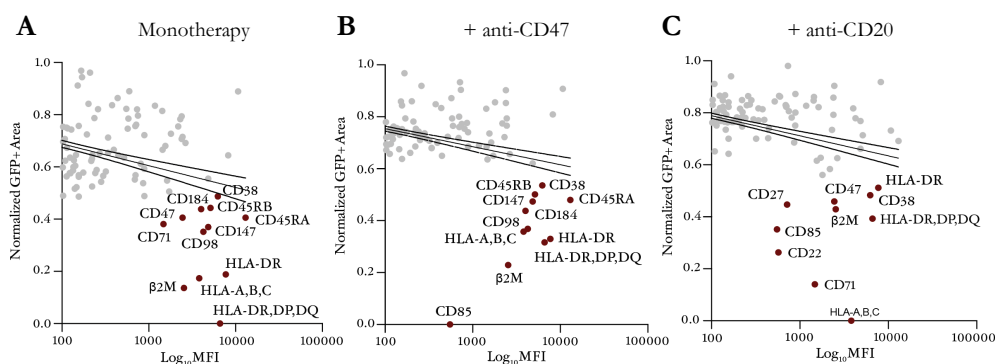 A
Monotherapy
Normalized GFP+ Area
1.0
0.8
0.6
0.4
0.2
0.0
CD38
CD184
CD45RB
CD47
CD45RA
CD71
CD147
CD98
HLA-DR
β2M
HLA-A,B,C
HLA-DR,DP,DQ
100
1000
10000
100000
Log10MFI
B
+ anti-CD47
Normalized GFP+ Area
1.0
0.8
0.6
0.4
0.2
0.0
CD45RB
CD38
CD147
CD45RA
CD184
CD98
HLA-A,B,C
HLA-DR
HLA-DR,DP,DQ
β2M
CD85
100
1000
10000
100000
Log10MFI
C
+ anti-CD20
Normalized GFP+ Area
1.0
0.8
0.6
0.4
0.2
0.0
HLA-DR
CD27
CD47
CD38
β2M
HLA-DR,DP,DQ
CD85
CD22
CD71
HLA-A,B,C
100
1000
10000
100000
Log10MFI